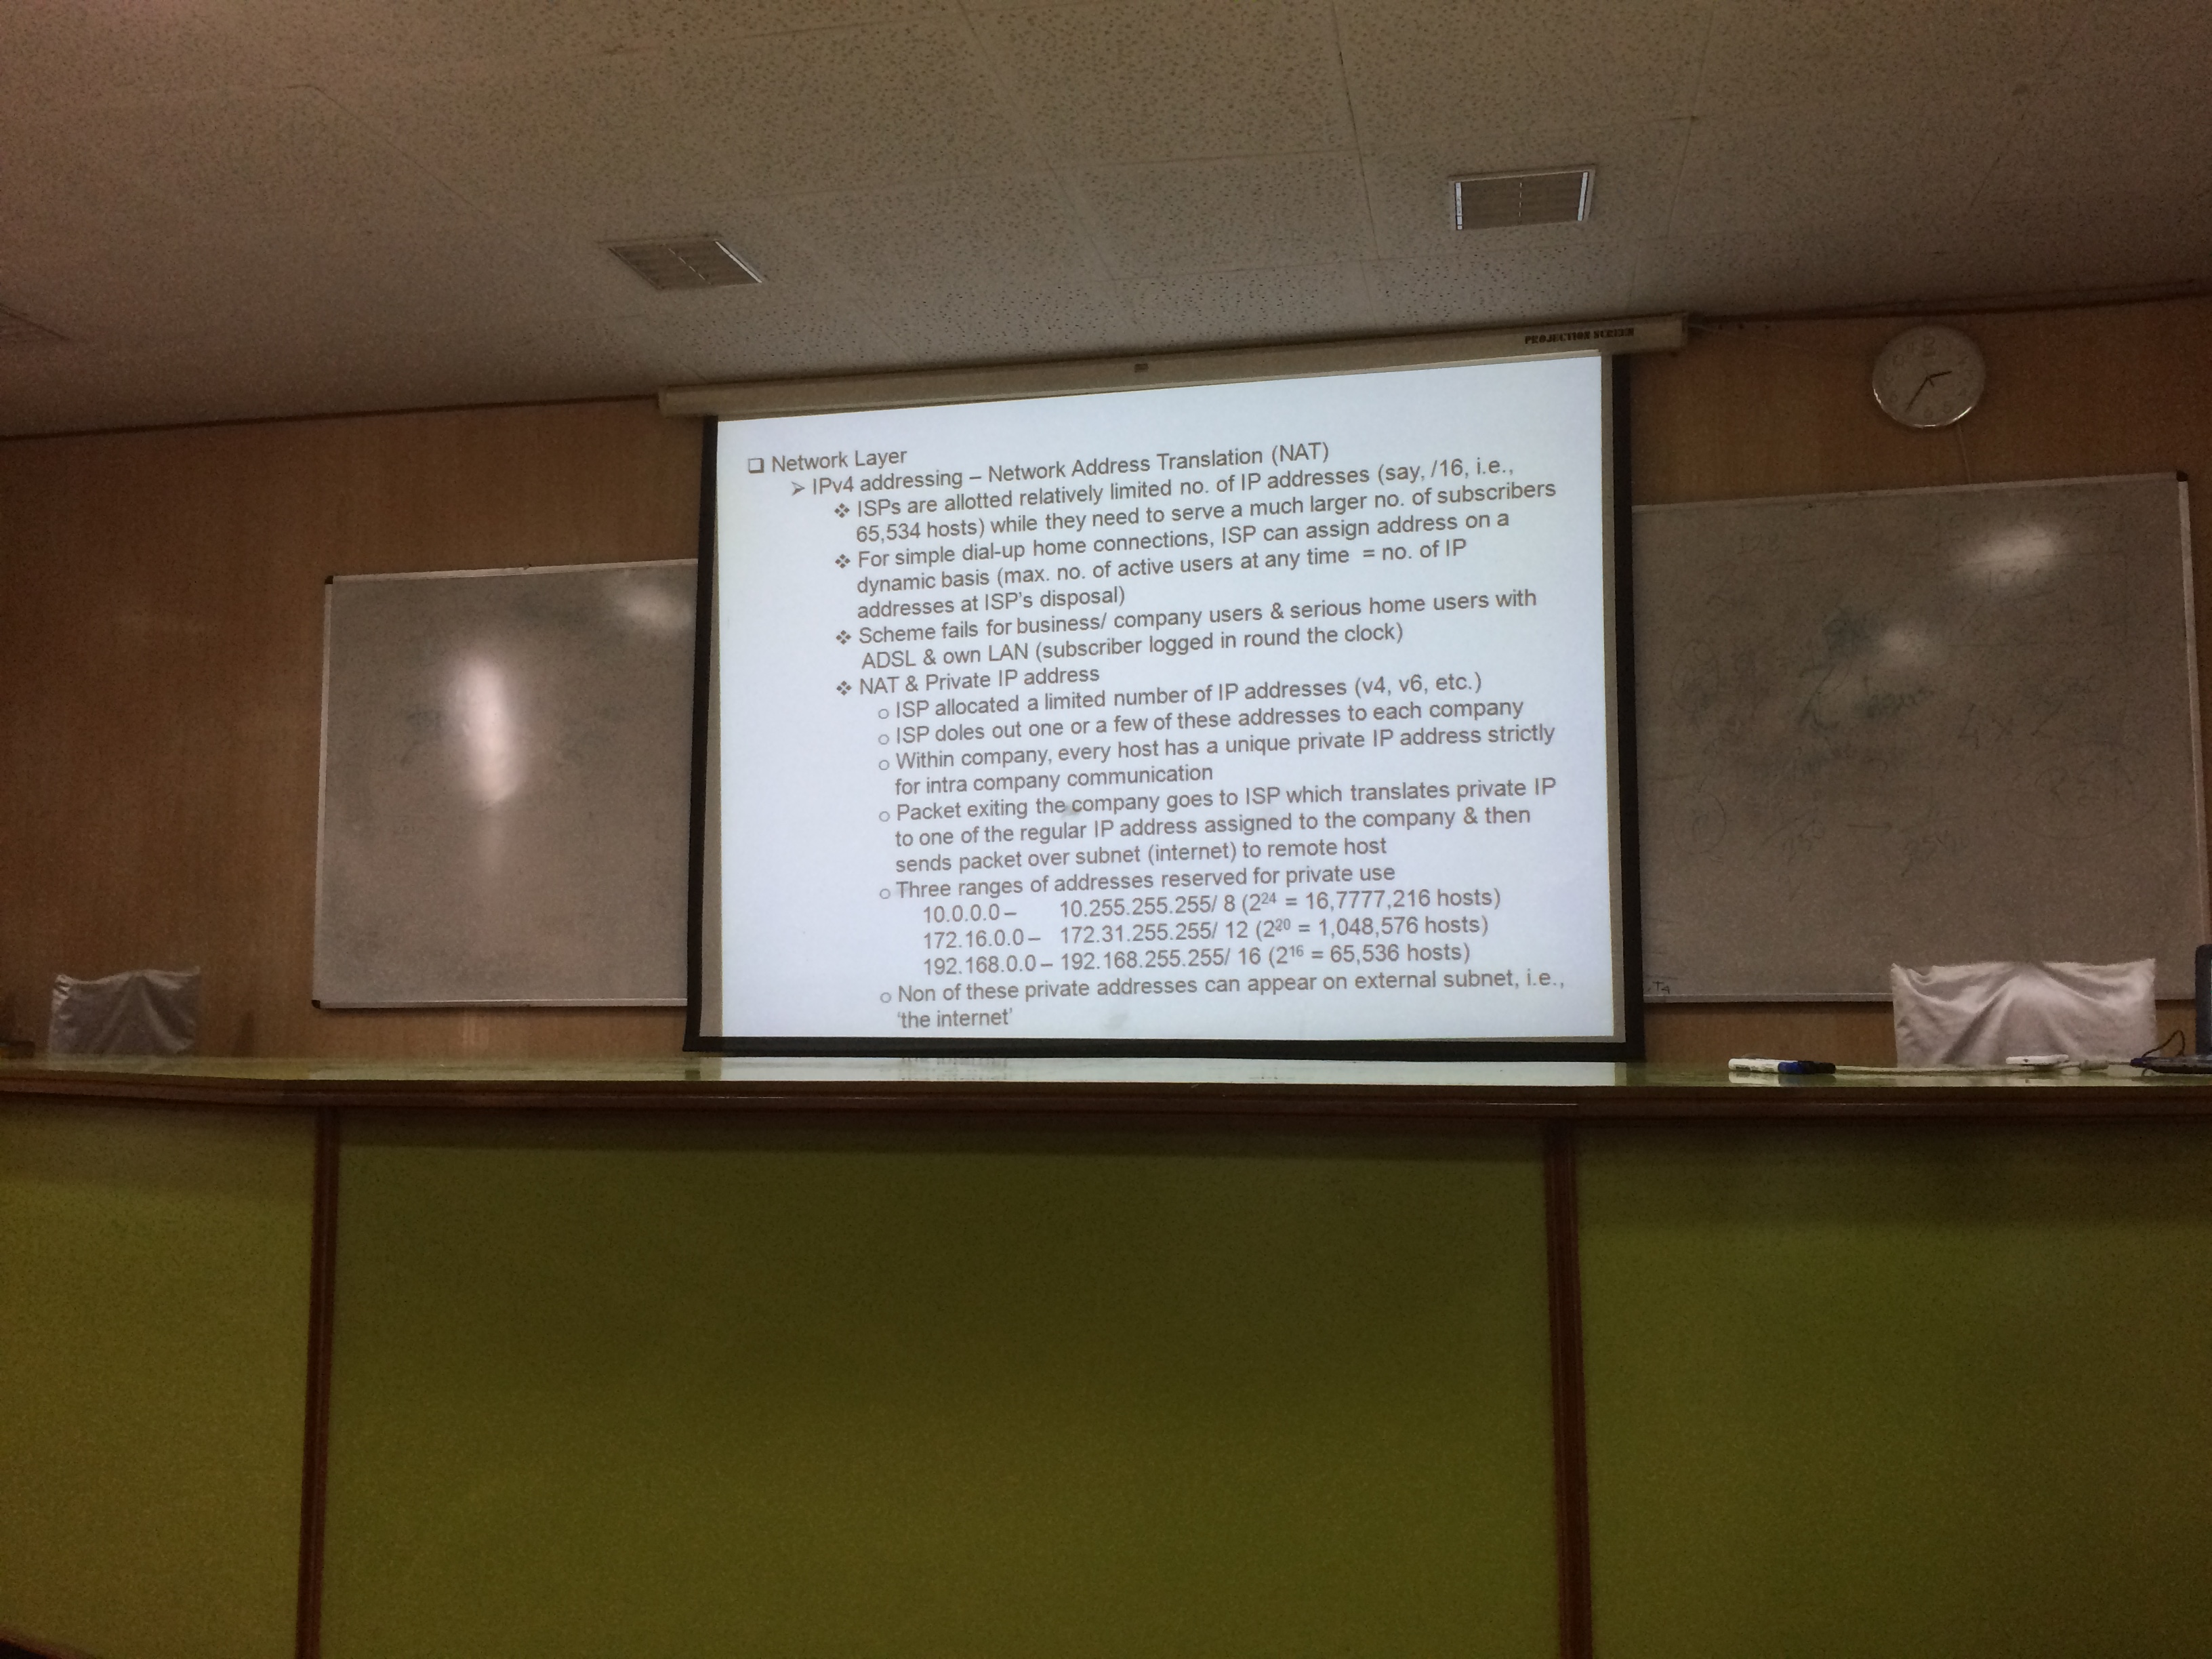 PROJECTION SCREEN
❑ Network Layer
➢ IPv4 addressing – Network Address Translation (NAT)
❖ ISPs are allotted relatively limited no. of IP addresses (say, /16, i.e.,
65,534 hosts) while they need to serve a much larger no. of subscribers
❖ For simple dial-up home connections, ISP can assign address on a
dynamic basis (max. no. of active users at any time = no. of IP
addresses at ISP's disposal)
❖ Scheme fails for business/ company users & serious home users with
ADSL & own LAN (subscriber logged in round the clock)
❖ NAT & Private IP address
o ISP allocated a limited number of IP addresses (v4, v6, etc.)
o ISP doles out one or a few of these addresses to each company
o Within company, every host has a unique private IP address strictly
for intra company communication
o Packet exiting the company goes to ISP which translates private IP
to one of the regular IP address assigned to the company & then
sends packet over subnet (internet) to remote host
o Three ranges of addresses reserved for private use
10.0.0.0 – 10.255.255.255/ 8 (2²⁴ = 16,7777,216 hosts)
172.16.0.0 – 172.31.255.255/ 12 (2²⁰ = 1,048,576 hosts)
192.168.0.0 – 192.168.255.255/ 16 (2¹⁶ = 65,536 hosts)
o Non of these private addresses can appear on external subnet, i.e.,
'the internet'